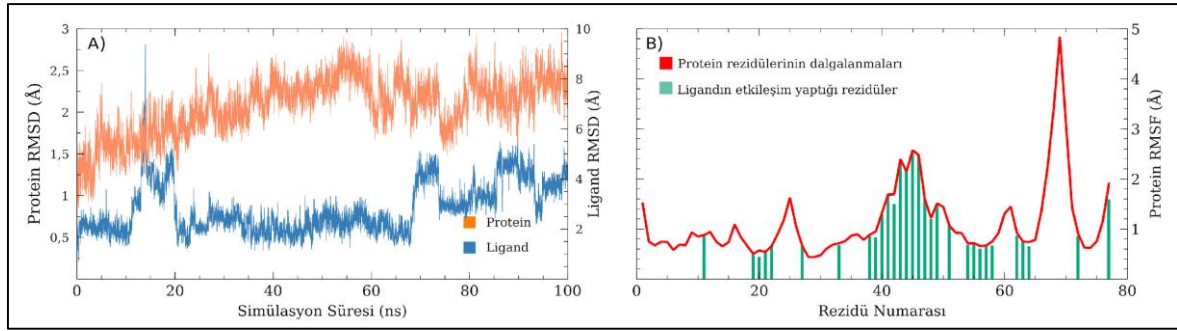 A)
Protein RMSD (Å)
3
2,5
2
1,5
1
0,5
10
8
6
4
2
Ligand RMSD (Å)
Protein
Ligand
0
20
40
60
80
100
Simülasyon Süresi (ns)
B)
Protein rezidülerinin dalgalanmaları
Ligandın etkileşim yaptığı rezidüler
5
4
3
2
1
Protein RMSF (Å)
0
20
40
60
80
Rezidü Numarası